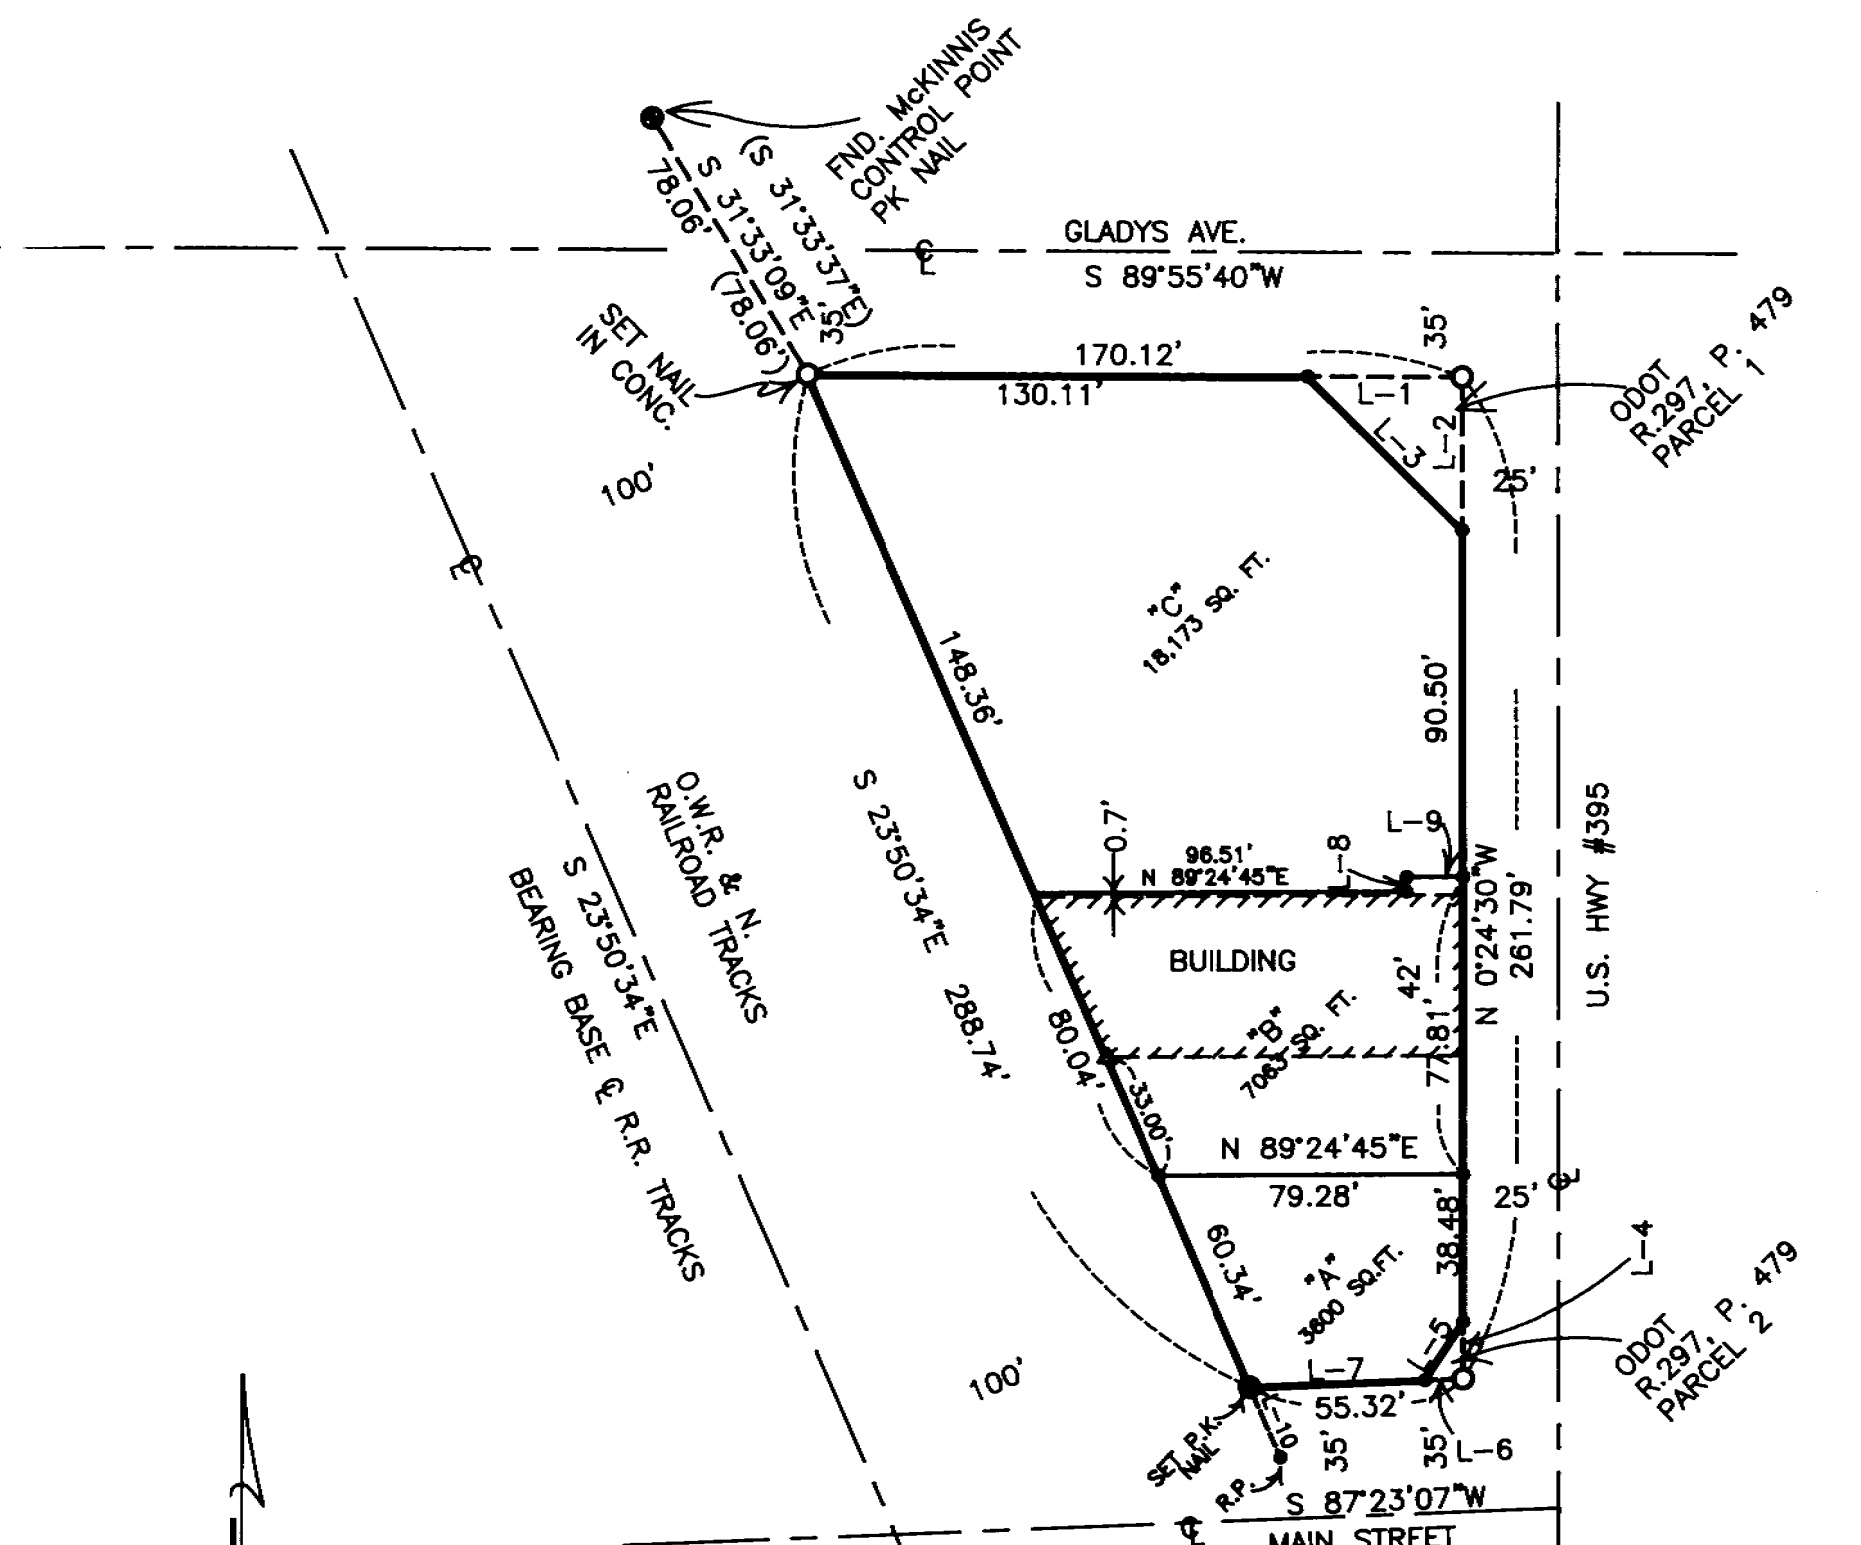 FND. McKINNIS
CONTROL POINT
PK NAIL
(S 31°33'37"E)
S 31°33'09"E
78.06'
(78.06')
GLADYS AVE.
S 89°55'40"W
SET NAIL
IN CONC.
35'
35'
170.12'
130.11'
L-1
L-2
L-3
ODOT
R.297, P. 479
PARCEL 1
25'
100'
"C"
18,173 SQ. FT.
148.36'
90.50'
O.W.R. & N.
RAILROAD TRACKS
S 23°50'34"E
BEARING BASE ℄ R.R. TRACKS
S 23°50'34"E 288.74'
0.7'
96.51'
N 89°24'45"E
L-8
L-9
N 0°24'30"W
261.79'
U.S. HWY #395
BUILDING
42'
77.81'
"B"
7063 SQ. FT.
80.04'
33.00'
N 89°24'45"E
79.28'
25'
38.48'
60.34'
"A"
3600 SQ.FT.
L-4
L-5
ODOT
R.297, P. 479
PARCEL 2
100'
L-7
55.32'
L-6
SET P.K.
NAIL
L-10
R.P.
35'
35'
S 87°23'07"W
MAIN STREET